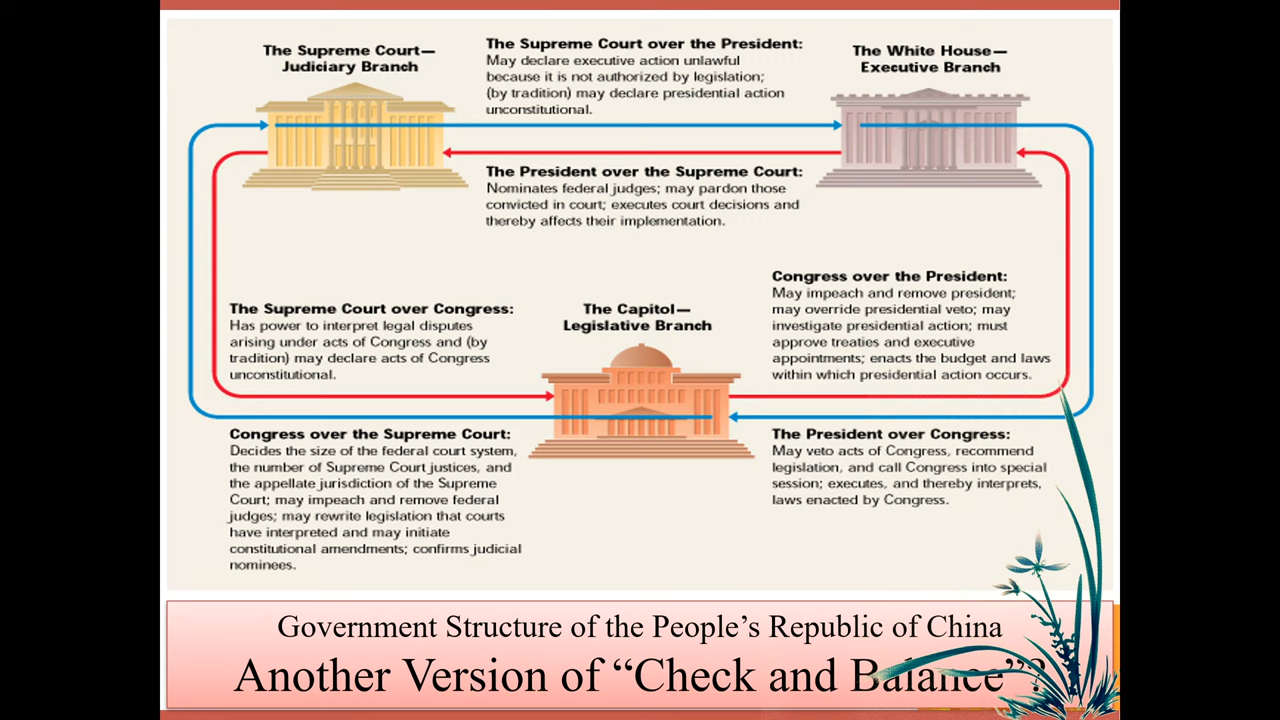 The Supreme Court—
Judiciary Branch
The Supreme Court over the President:
May declare executive action unlawful
because it is not authorized by legislation;
(by tradition) may declare presidential action
unconstitutional.
The White House—
Executive Branch
The President over the Supreme Court:
Nominates federal judges; may pardon those
convicted in court; executes court decisions and
thereby affects their implementation.
The Supreme Court over Congress:
Has power to interpret legal disputes
arising under acts of Congress and (by
tradition) may declare acts of Congress
unconstitutional.
The Capitol—
Legislative Branch
Congress over the President:
May impeach and remove president;
may override presidential veto; may
investigate presidential action; must
approve treaties and executive
appointments; enacts the budget and laws
within which presidential action occurs.
Congress over the Supreme Court:
Decides the size of the federal court system,
the number of Supreme Court justices, and
the appellate jurisdiction of the Supreme
Court; may impeach and remove federal
judges; may rewrite legislation that courts
have interpreted and may initiate
constitutional amendments; confirms judicial
nominees.
The President over Congress:
May veto acts of Congress, recommend
legislation, and call Congress into special
session; executes, and thereby interprets,
laws enacted by Congress.
Government Structure of the People’s Republic of China
Another Version of “Check and Balance”?